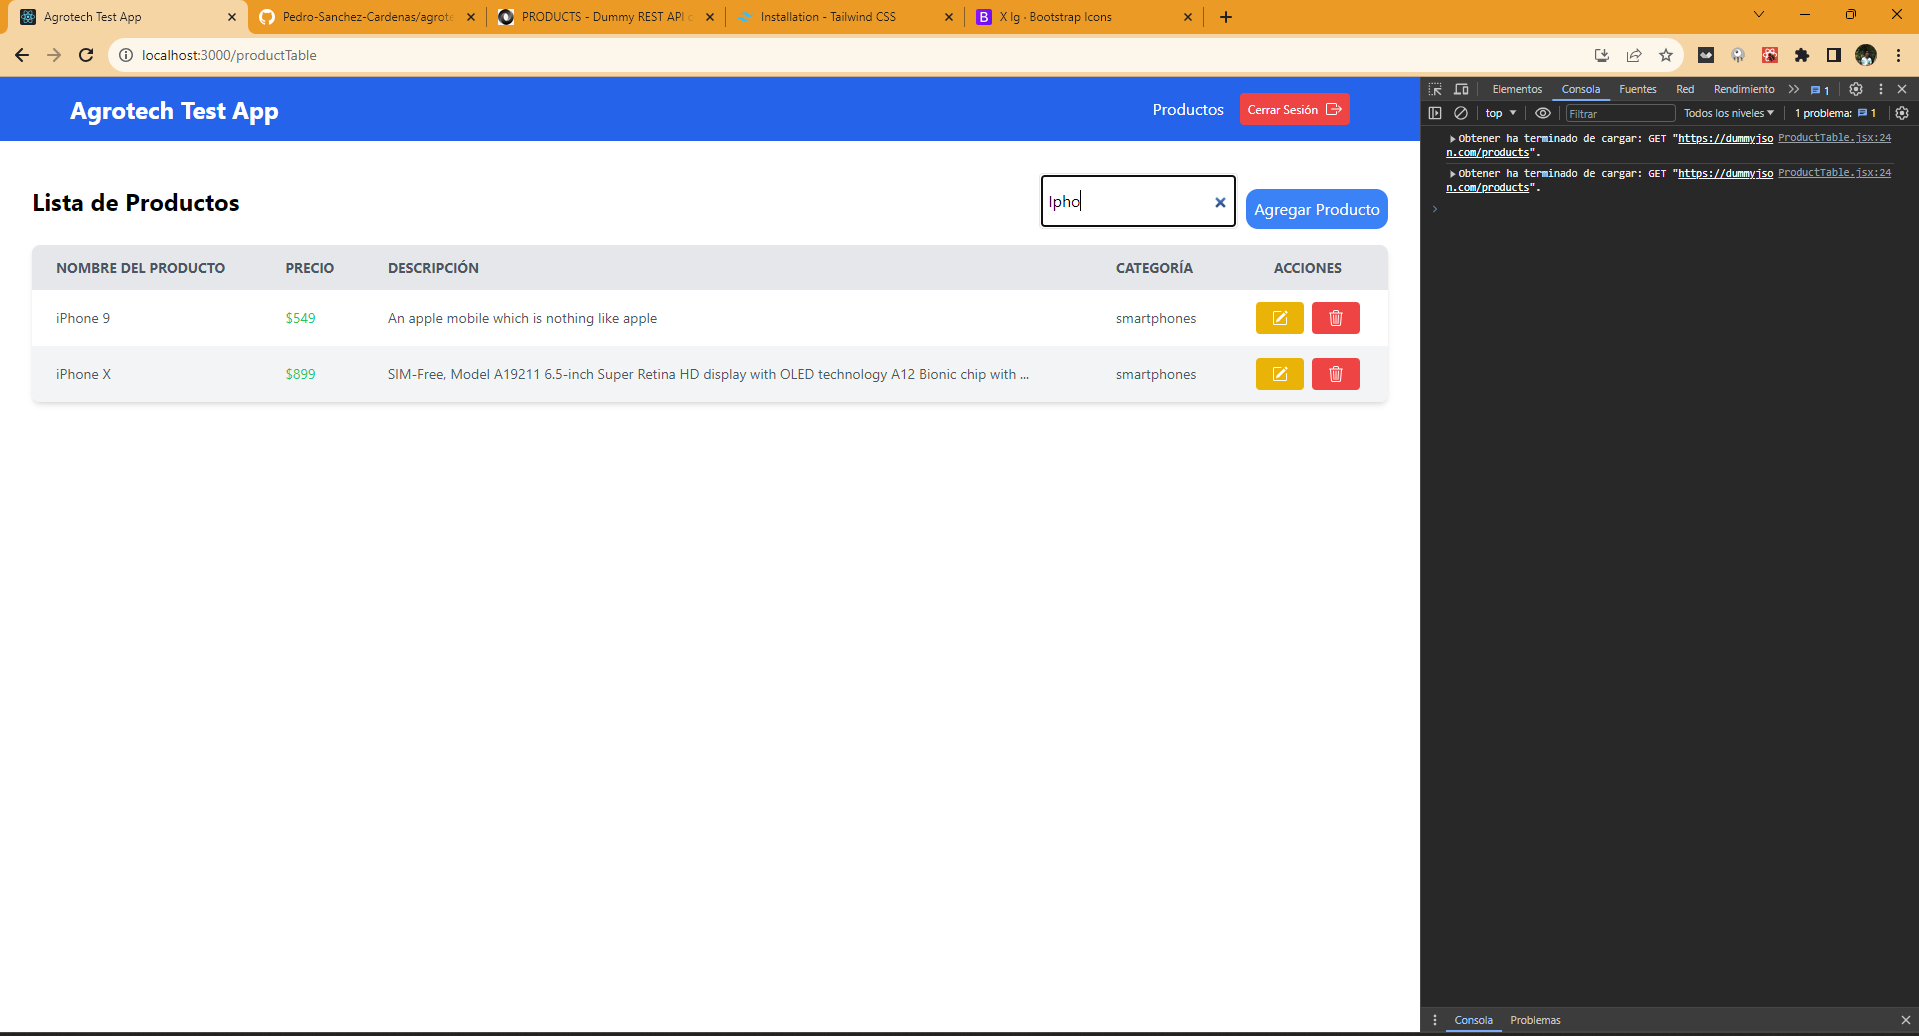 Agrotech Test App
Pedro-Sanchez-Cardenas/agrote
PRODUCTS - Dummy REST API
Installation - Tailwind CSS
B X lg · Bootstrap Icons
localhost:3000/productTable
Agrotech Test App
Productos
Cerrar Sesión
Lista de Productos
Ipho
Agregar Producto
NOMBRE DEL PRODUCTO PRECIO DESCRIPCIÓN CATEGORÍA ACCIONES
iPhone 9 $549 An apple mobile which is nothing like apple smartphones
iPhone X $899 SIM-Free, Model A19211 6.5-inch Super Retina HD display with OLED technology A12 Bionic chip with ... smartphones
Elementos Consola Fuentes Red Rendimiento 1
top Filtrar Todos los niveles 1 problema: 1
Obtener ha terminado de cargar: GET "https://dummyjso ProductTable.jsx:24
n.com/products".
Obtener ha terminado de cargar: GET "https://dummyjso ProductTable.jsx:24
n.com/products".
Consola Problemas